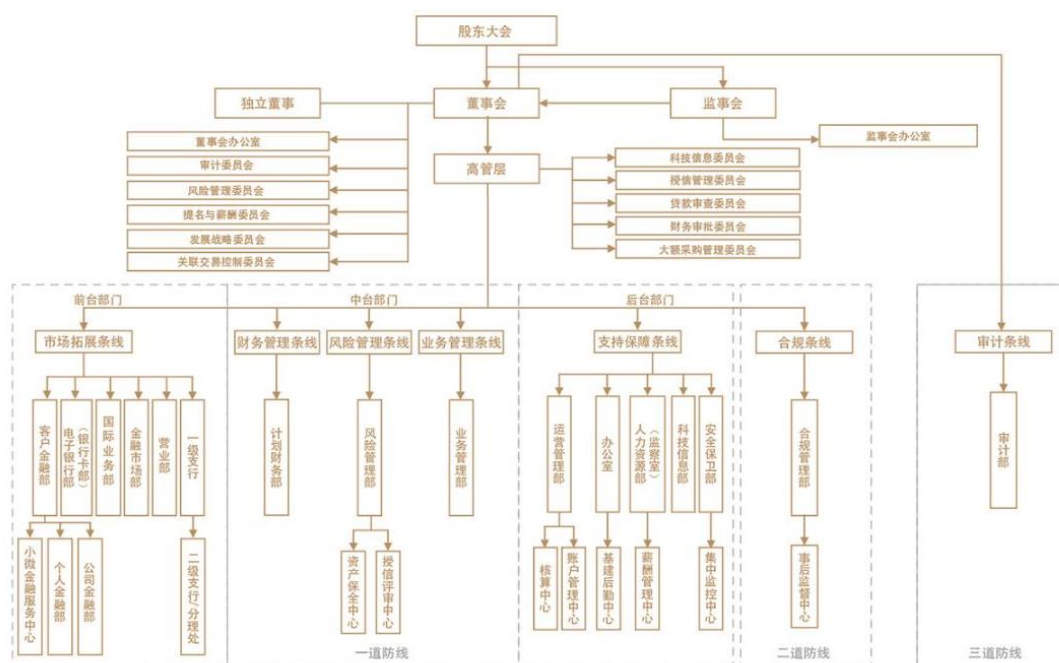 股东大会
独立董事
董事会
监事会
董事会办公室
审计委员会
风险管理委员会
提名与薪酬委员会
发展战略委员会
关联交易控制委员会
高管层
监事会办公室
科技信息委员会
授信管理委员会
贷款审查委员会
财务审批委员会
大额采购管理委员会
前台部门
中台部门
后台部门
市场拓展条线
财务管理条线
风险管理条线
业务管理条线
支持保障条线
合规条线
审计条线
客户金融部
电子银行部
（银行卡部）
国际业务部
金融市场部
营业部
一级支行
计划财务部
风险管理部
业务管理部
运营管理部
办公室
人力资源部
（监察室）
科技信息部
安全保卫部
合规管理部
审计部
小微金融服务中心
个人金融部
公司金融部
二级支行/分理处
资产保全中心
授信评审中心
核算中心
账户管理中心
基建后勤中心
薪酬管理中心
集中监控中心
事后监督中心
一道防线
二道防线
三道防线